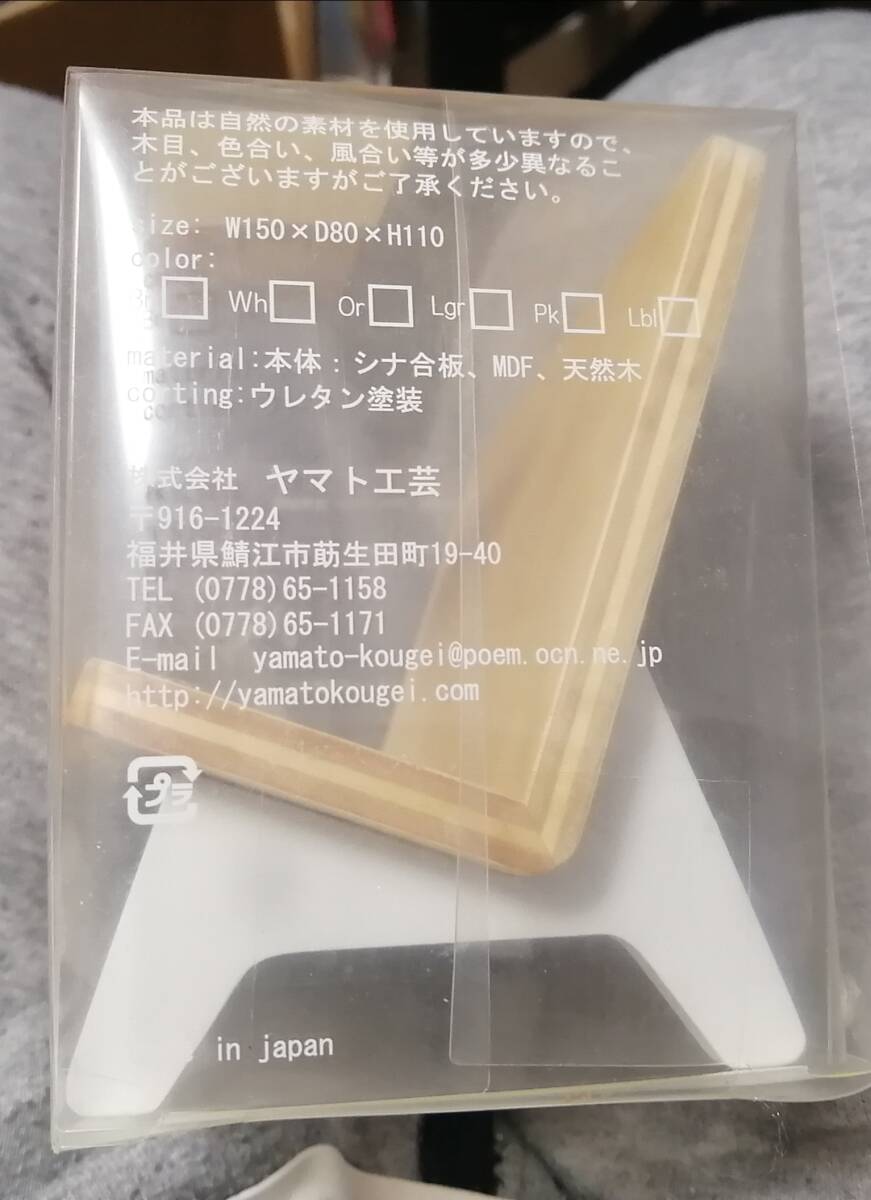 本品は自然の素材を使用していますので、
木目、色合い、風合い等が多少異なるこ
とがございますがご了承ください。
size: W150×D80×H110
color:
Br Wh Or Lgr Pk Lbl
material:本体：シナ合板、MDF、天然木
corting:ウレタン塗装
株式会社 ヤマト工芸
〒916-1224
福井県鯖江市莇生田町19-40
TEL (0778)65-1158
FAX (0778)65-1171
E-mail yamato-kougei@poem.ocn.ne.jp
http://yamatokougei.com
プラ
in japan